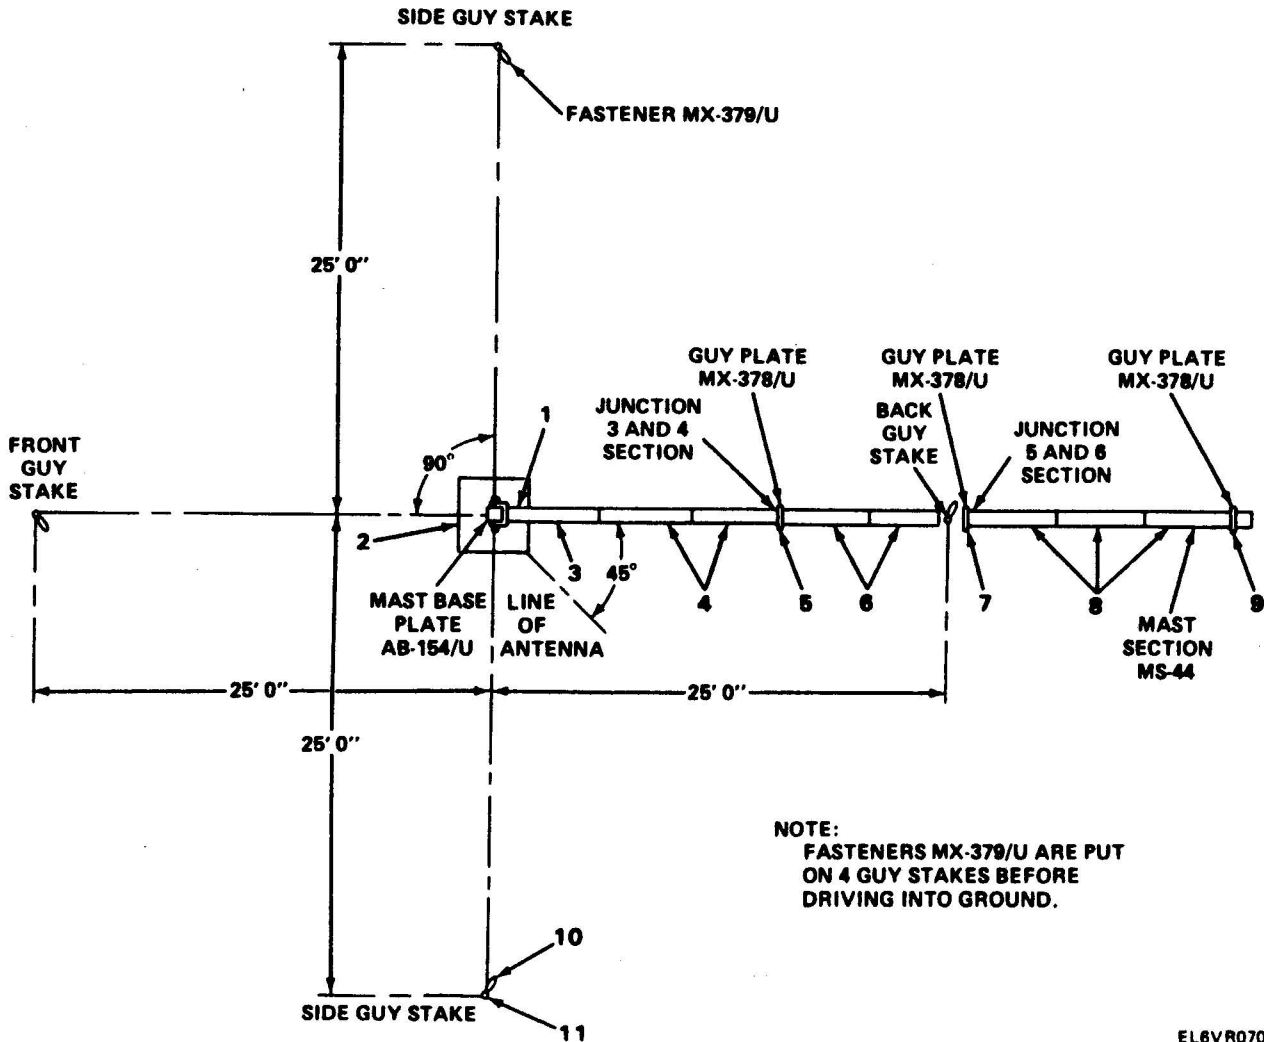 SIDE GUY STAKE
FASTENER MX-379/U
25' 0"
GUY PLATE
MX-378/U
GUY PLATE
MX-378/U
GUY PLATE
MX-378/U
JUNCTION
3 AND 4
SECTION
BACK
GUY
STAKE
JUNCTION
5 AND 6
SECTION
FRONT
GUY
STAKE
90°
1
2
3
45°
4
5
6
7
8
9
MAST BASE
PLATE
AB-154/U
LINE
OF
ANTENNA
MAST
SECTION
MS-44
25' 0"
25' 0"
25' 0"
NOTE:
FASTENERS MX-379/U ARE PUT
ON 4 GUY STAKES BEFORE
DRIVING INTO GROUND.
10
SIDE GUY STAKE
11
EL6VR070